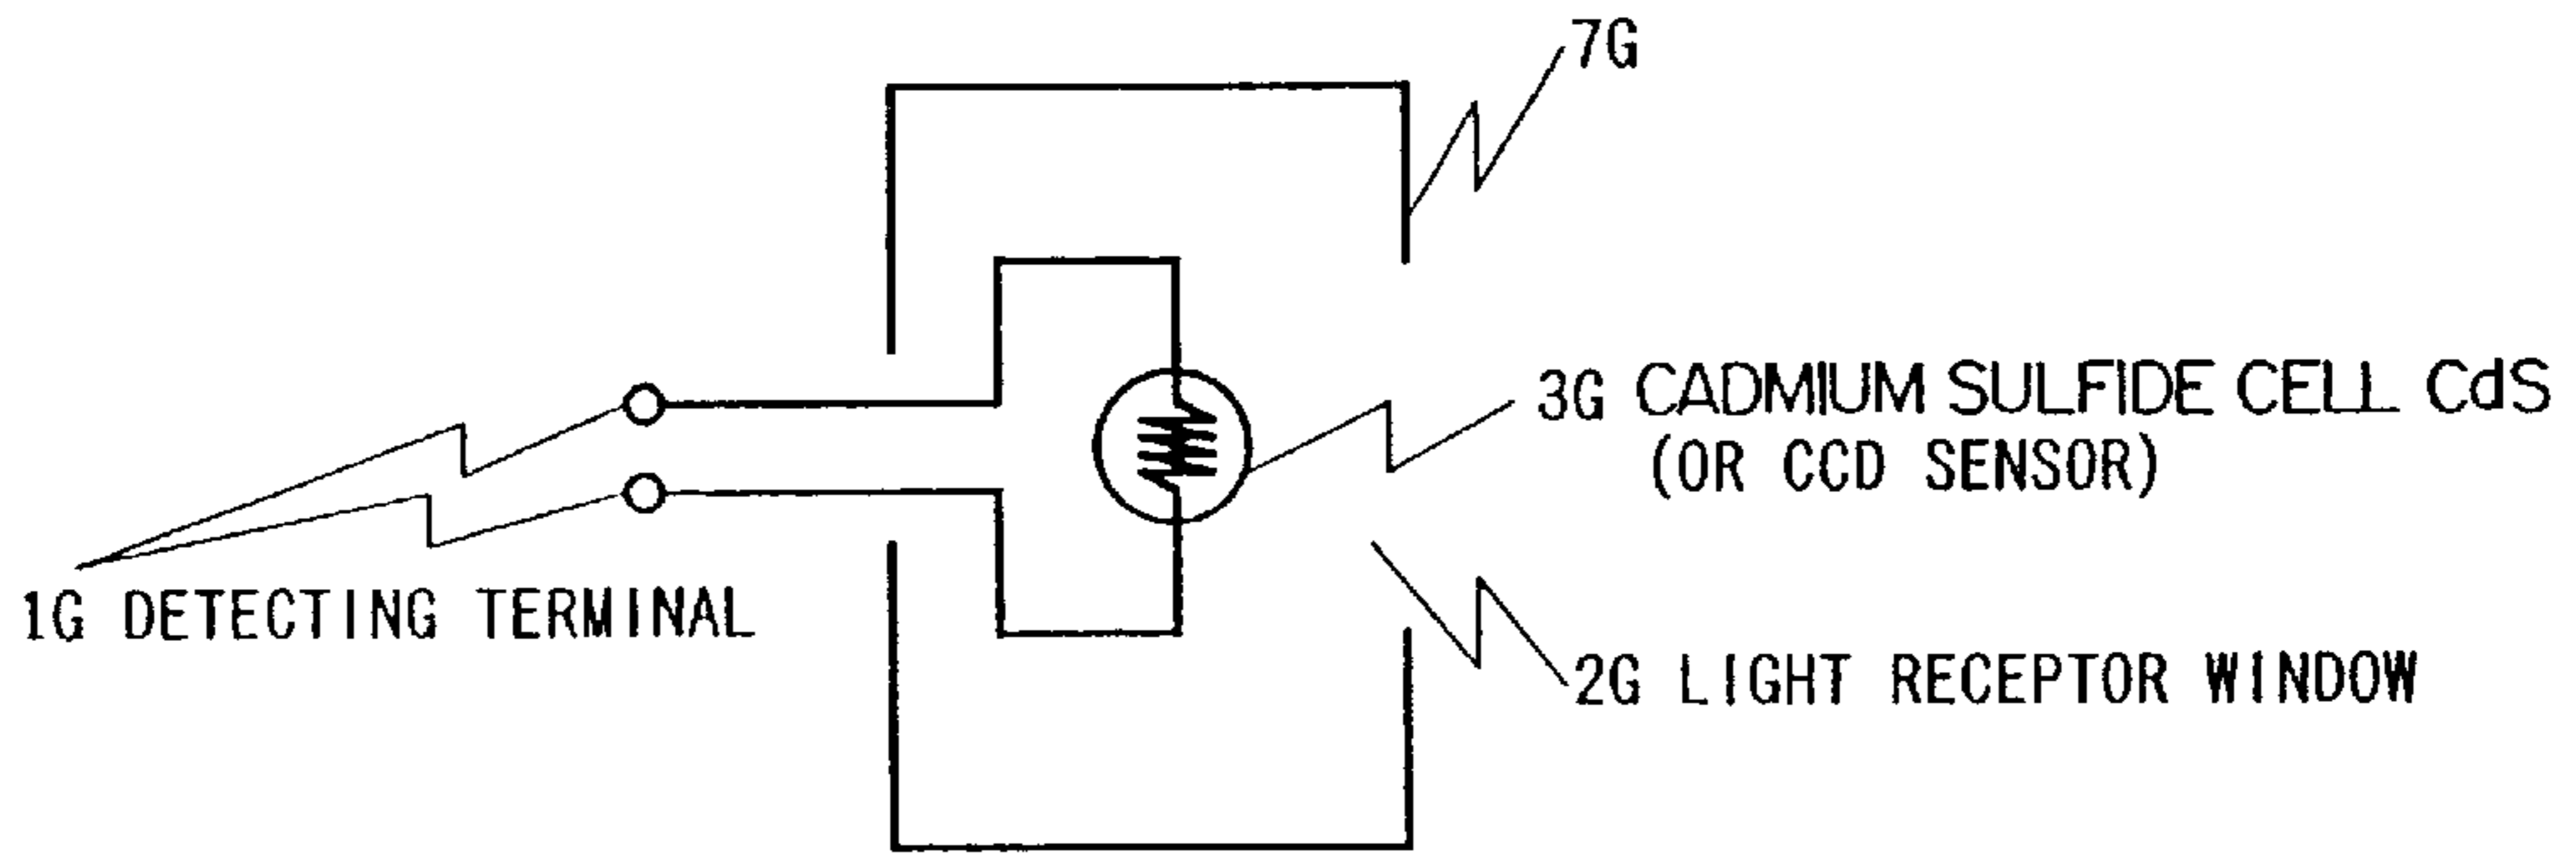 7G
3G CADMIUM SULFIDE CELL CdS
(OR CCD SENSOR)
1G DETECTING TERMINAL
2G LIGHT RECEPTOR WINDOW